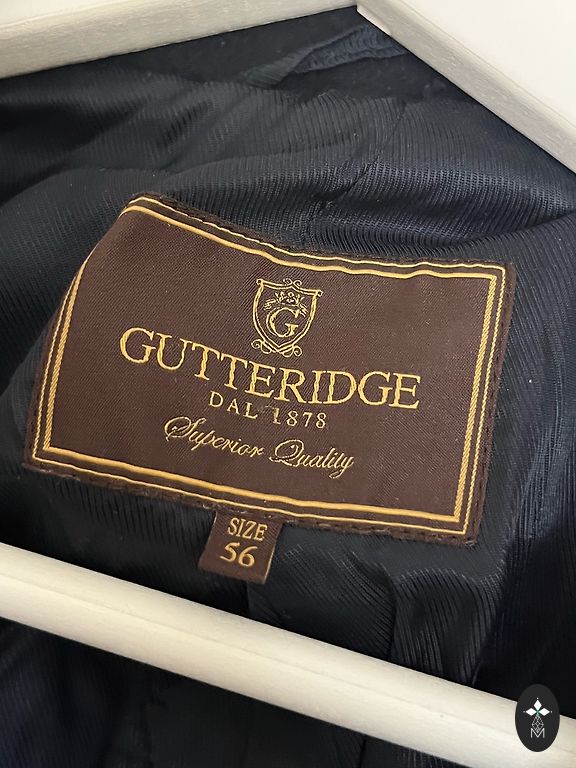 G
GUTTERIDGE
DAL 1878
Superior Quality
SIZE
56
M